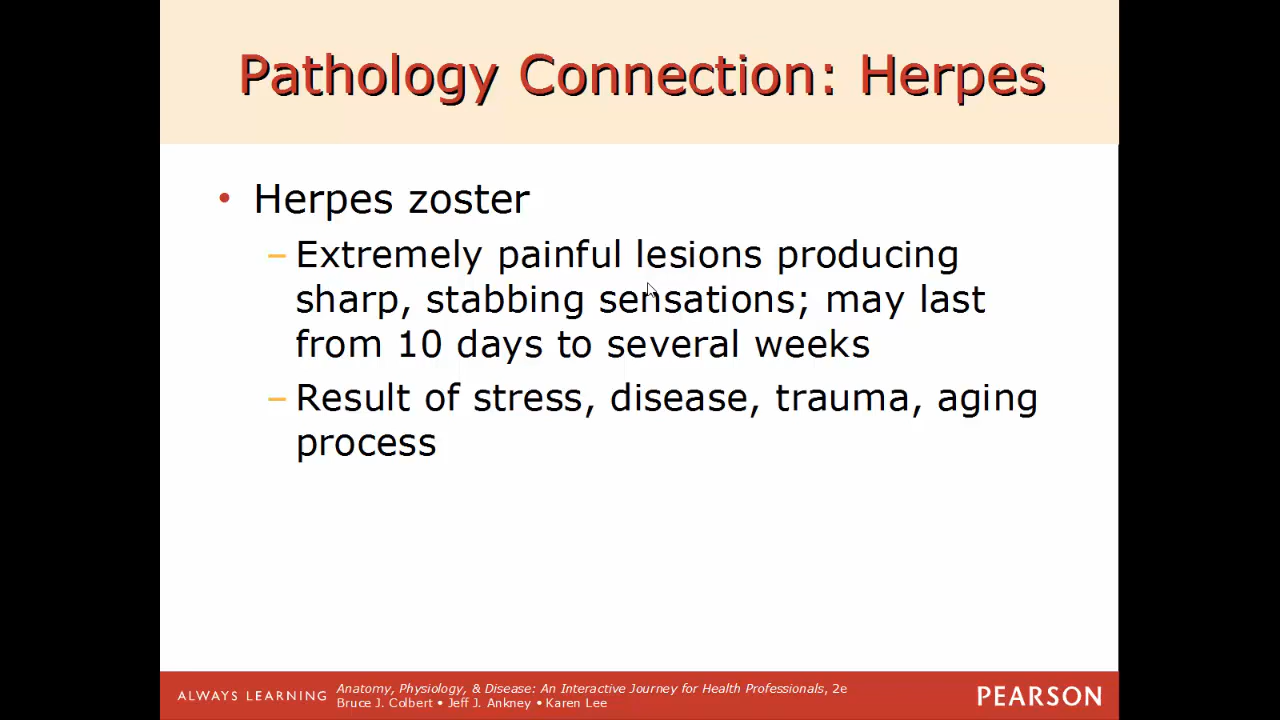 Pathology Connection: Herpes
• Herpes zoster
– Extremely painful lesions producing
sharp, stabbing sensations; may last
from 10 days to several weeks
– Result of stress, disease, trauma, aging
process
ALWAYS LEARNING
Anatomy, Physiology, & Disease: An Interactive Journey for Health Professionals, 2e
Bruce J. Colbert • Jeff J. Ankney • Karen Lee
PEARSON